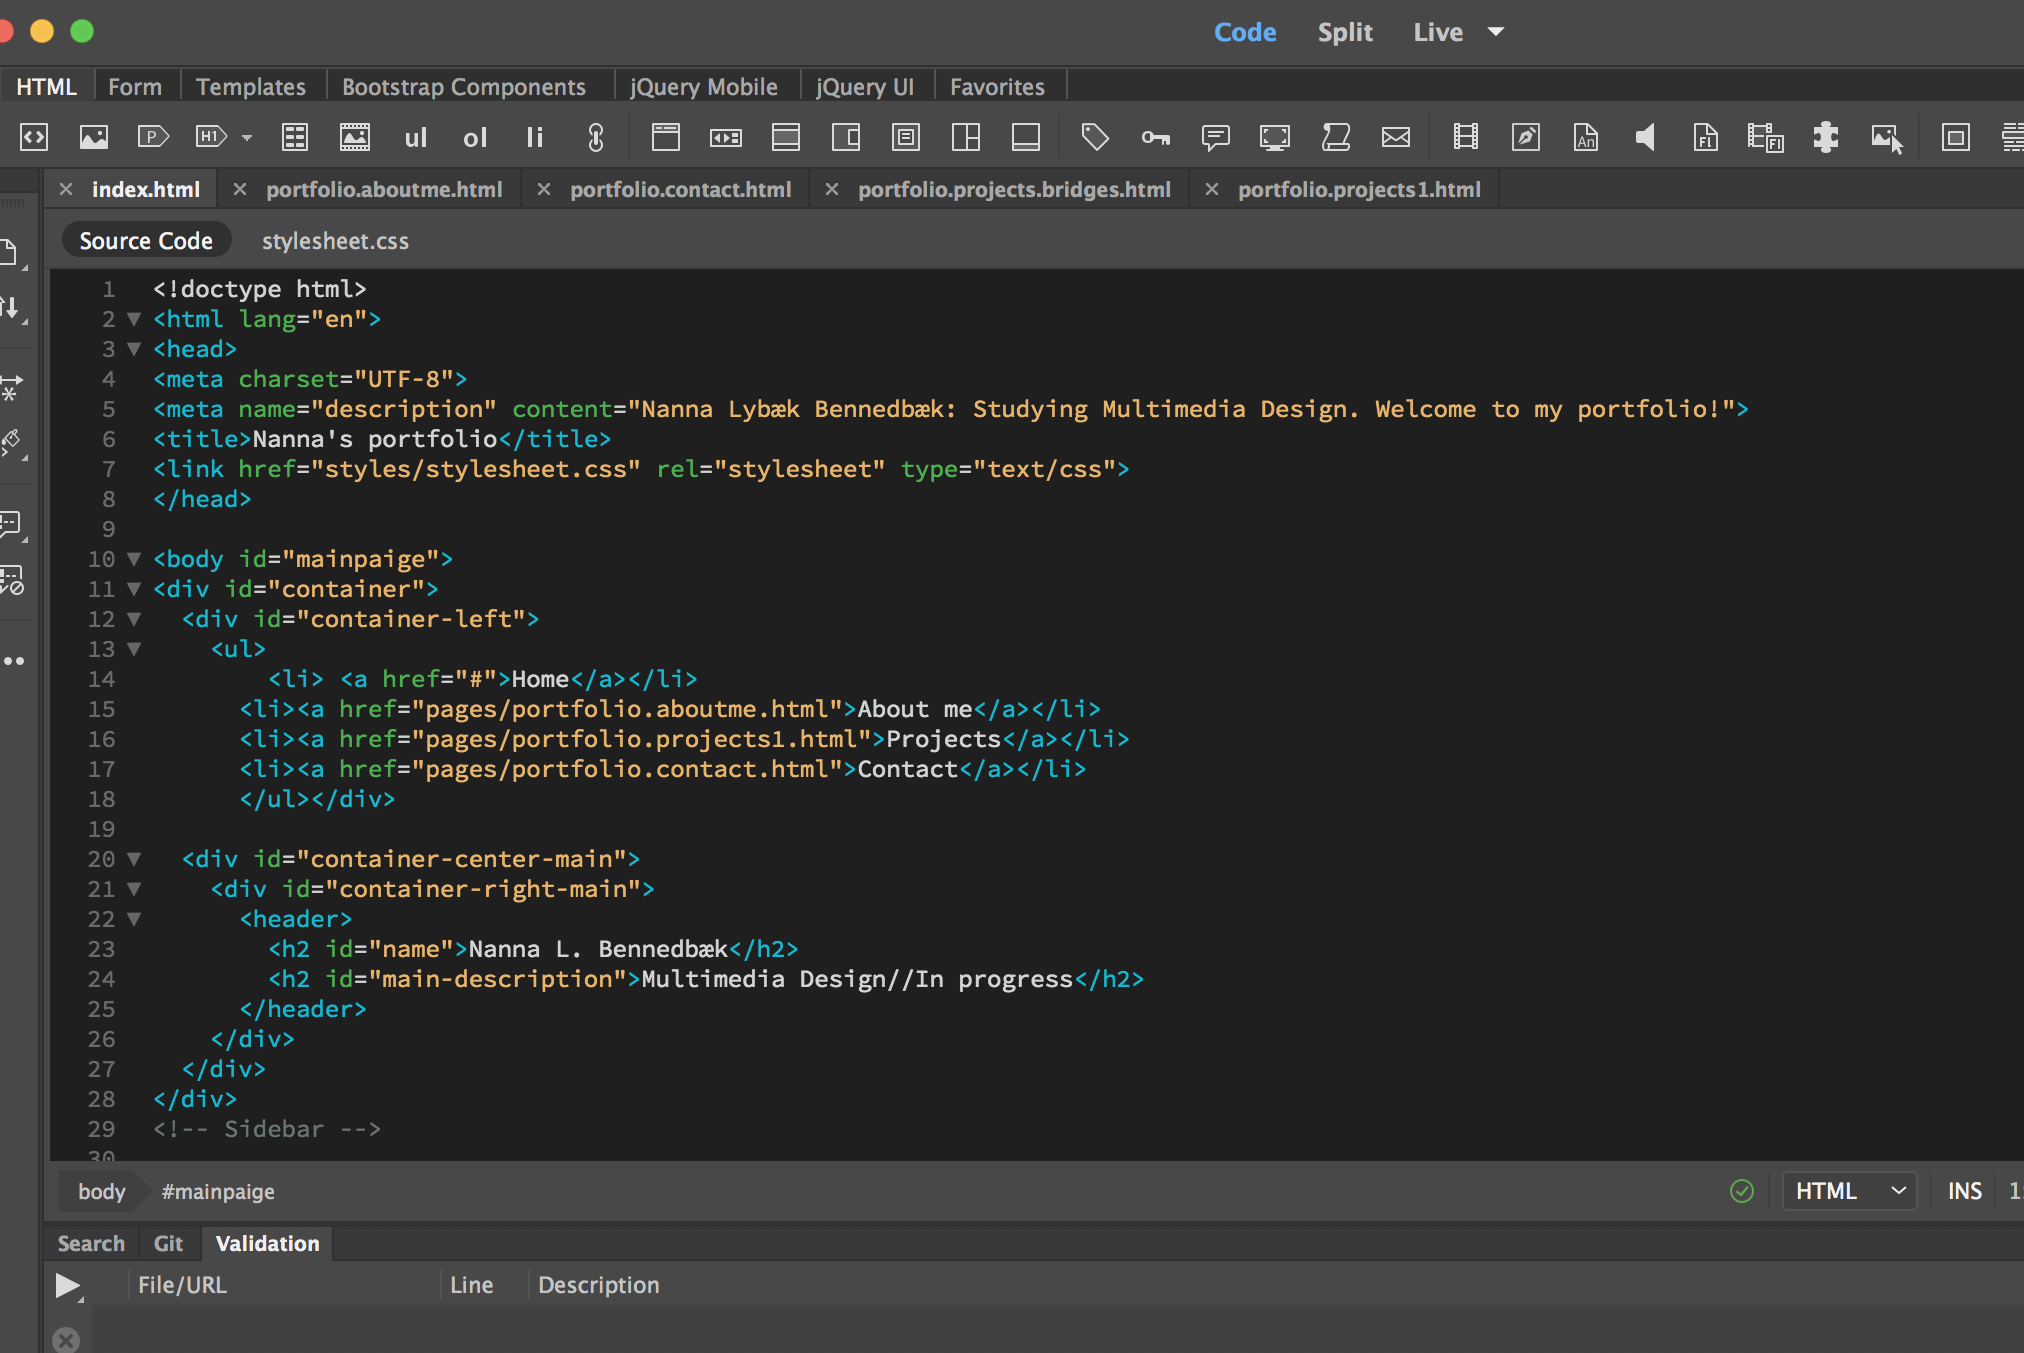 Code Split Live
HTML Form Templates Bootstrap Components jQuery Mobile jQuery UI Favorites
P H1 ul ol li An Fl Fl
index.html portfolio.aboutme.html portfolio.contact.html portfolio.projects.bridges.html portfolio.projects1.html
Source Code stylesheet.css
1 <!doctype html>
2 <html lang="en">
3 <head>
4 <meta charset="UTF-8">
5 <meta name="description" content="Nanna Lybæk Bennedbæk: Studying Multimedia Design. Welcome to my portfolio!">
6 <title>Nanna's portfolio</title>
7 <link href="styles/stylesheet.css" rel="stylesheet" type="text/css">
8 </head>
9
10 <body id="mainpaige">
11 <div id="container">
12 <div id="container-left">
13 <ul>
14 <li> <a href="#">Home</a></li>
15 <li><a href="pages/portfolio.aboutme.html">About me</a></li>
16 <li><a href="pages/portfolio.projects1.html">Projects</a></li>
17 <li><a href="pages/portfolio.contact.html">Contact</a></li>
18 </ul></div>
19
20 <div id="container-center-main">
21 <div id="container-right-main">
22 <header>
23 <h2 id="name">Nanna L. Bennedbæk</h2>
24 <h2 id="main-description">Multimedia Design//In progress</h2>
25 </header>
26 </div>
27 </div>
28 </div>
29 <!-- Sidebar -->
30
body #mainpaige HTML INS
Search Git Validation
File/URL Line Description